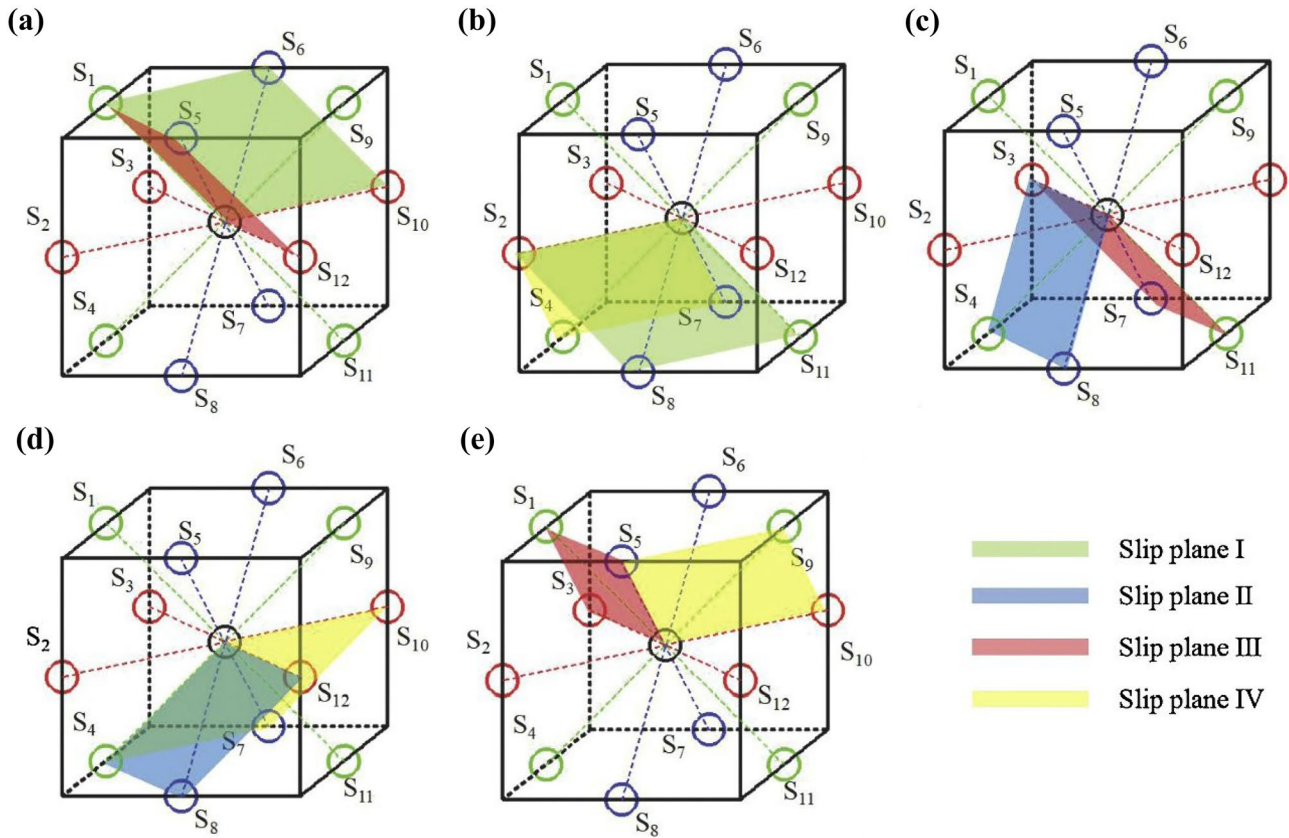 (a)
(b)
(c)
S₆
S₁
S₅
S₉
S₃
S₂
S₁₀
S₁₂
S₄
S₇
S₁₁
S₈
S₆
S₁
S₅
S₉
S₃
S₂
S₁₀
S₁₂
S₄
S₇
S₁₁
S₈
S₆
S₁
S₅
S₉
S₃
S₂
S₁₀
S₁₂
S₄
S₇
S₁₁
S₈
(d)
(e)
S₆
S₁
S₅
S₉
S₃
S₂
S₁₀
S₁₂
S₄
S₇
S₁₁
S₈
S₆
S₁
S₅
S₉
S₃
S₂
S₁₀
S₁₂
S₄
S₇
S₁₁
S₈
Slip plane I
Slip plane II
Slip plane III
Slip plane IV